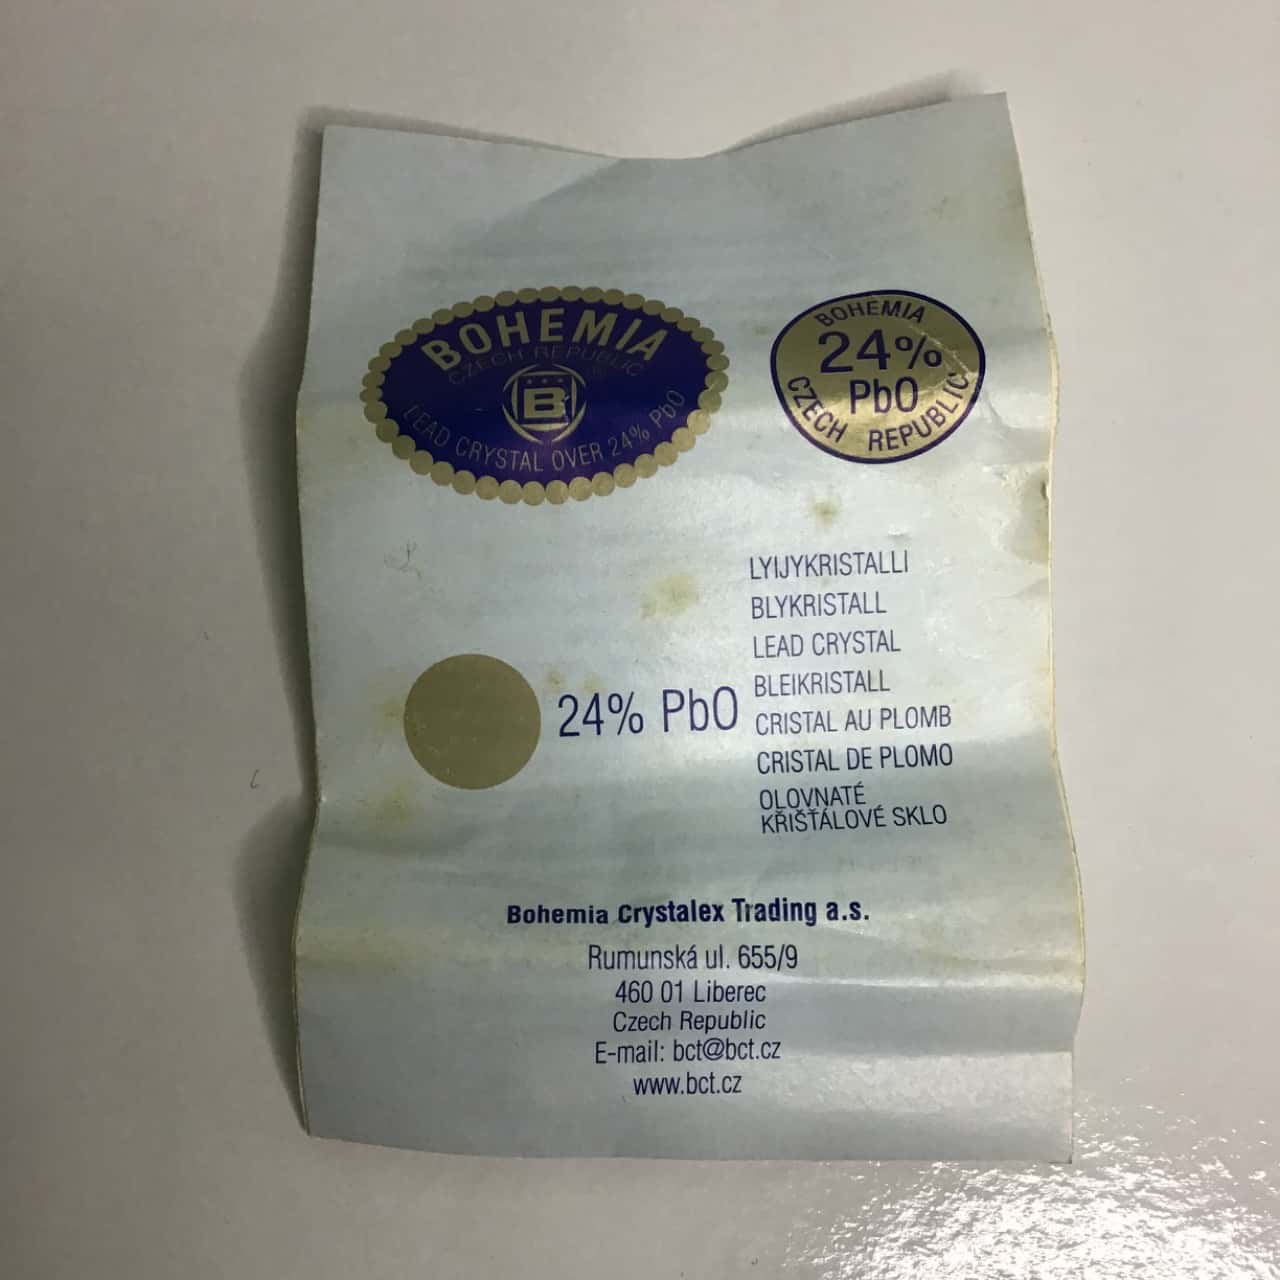 BOHEMIA
CZECH REPUBLIC
B
LEAD CRYSTAL OVER 24% PbO
BOHEMIA
24%
PbO
CZECH REPUBLIC
24% PbO
LYIJYKRISTALLI
BLYKRISTALL
LEAD CRYSTAL
BLEIKRISTALL
CRISTAL AU PLOMB
CRISTAL DE PLOMO
OLOVNATÉ
KŘIŠŤÁLOVÉ SKLO
Bohemia Crystalex Trading a.s.
Rumunská ul. 655/9
460 01 Liberec
Czech Republic
E-mail: bct@bct.cz
www.bct.cz